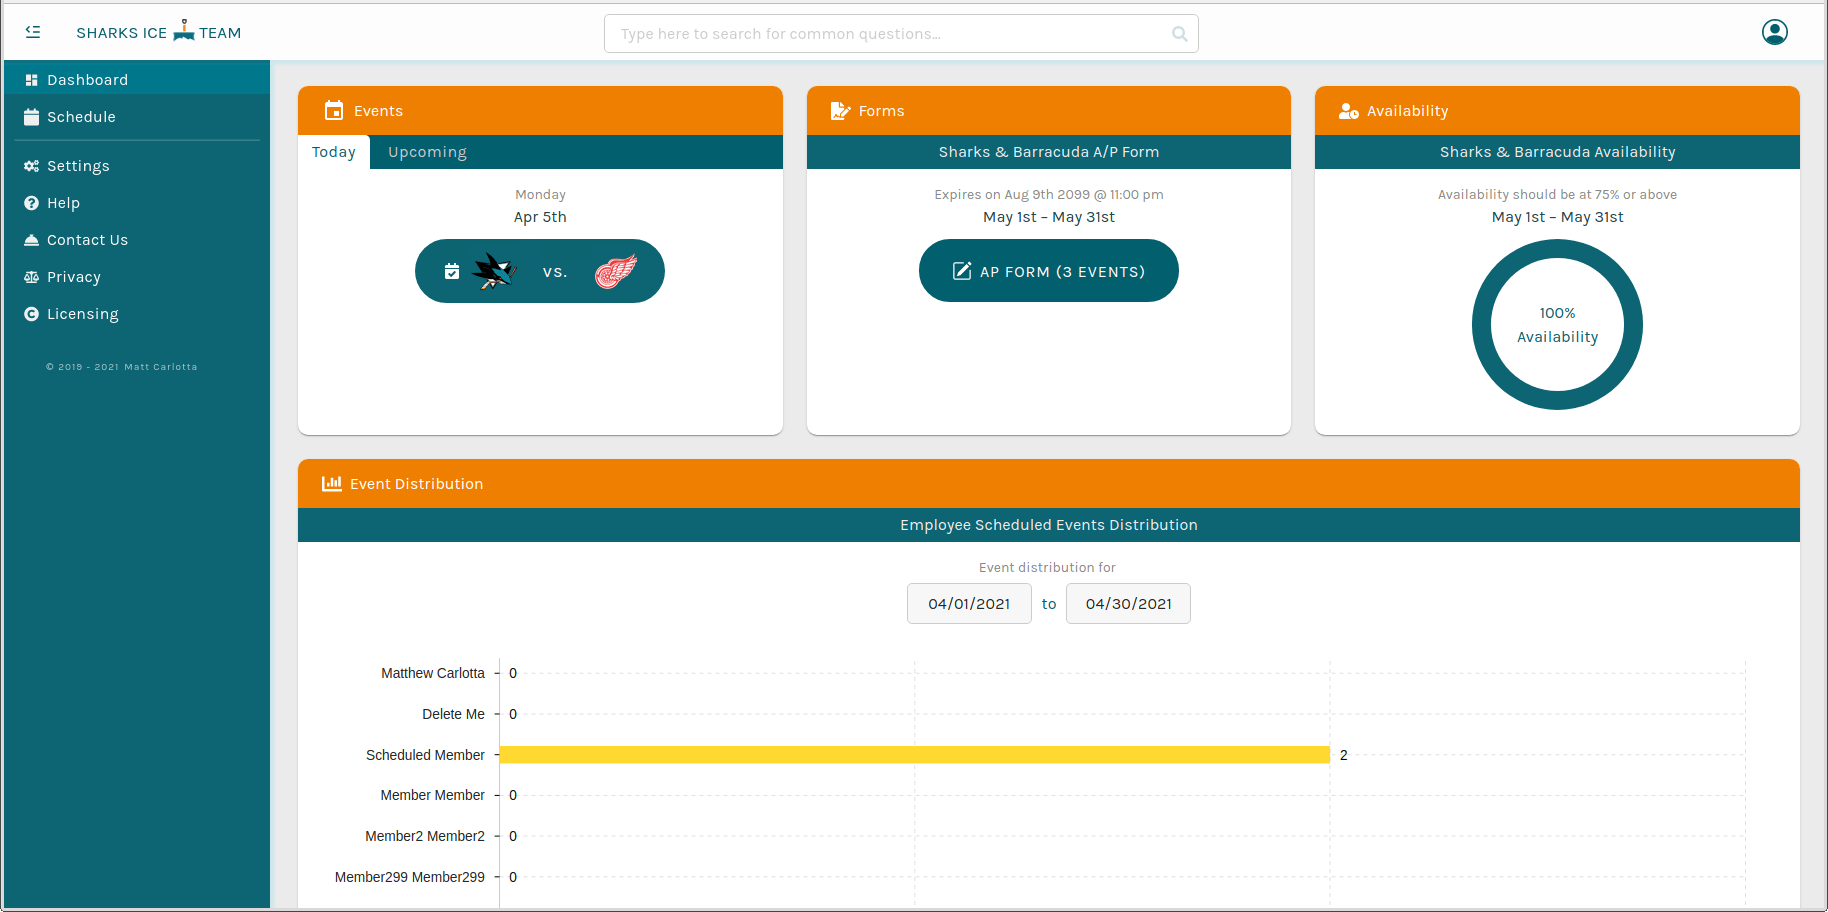 SHARKS ICE TEAM
Type here to search for common questions...
Dashboard
Schedule
Settings
Help
Contact Us
Privacy
Licensing
© 2019 - 2021 Matt Carlotta
Events
Today
Upcoming
Monday
Apr 5th
vs.
Forms
Sharks & Barracuda A/P Form
Expires on Aug 9th 2099 @ 11:00 pm
May 1st – May 31st
AP FORM (3 EVENTS)
Availability
Sharks & Barracuda Availability
Availability should be at 75% or above
May 1st – May 31st
100%
Availability
Event Distribution
Employee Scheduled Events Distribution
Event distribution for
04/01/2021 to 04/30/2021
Matthew Carlotta 0
Delete Me 0
Scheduled Member 2
Member Member 0
Member2 Member2 0
Member299 Member299 0